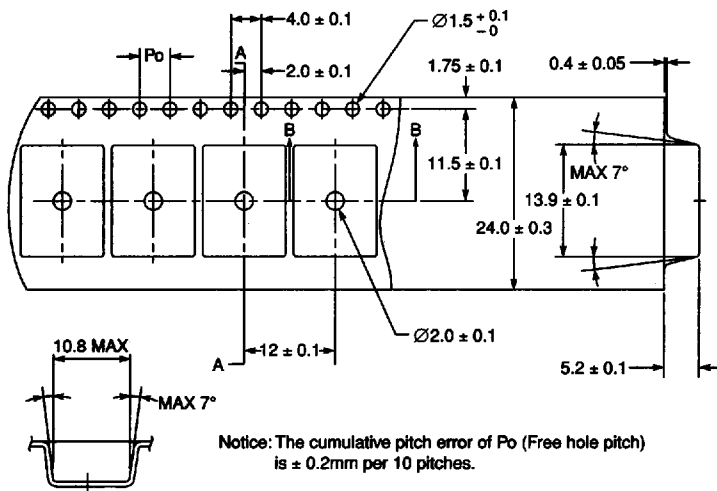 4.0 ± 0.1
Ø1.5 + 0.1
- 0
Po
A
2.0 ± 0.1
1.75 ± 0.1
0.4 ± 0.05
B
B
11.5 ± 0.1
MAX 7°
13.9 ± 0.1
24.0 ± 0.3
Ø2.0 ± 0.1
10.8 MAX
A
12 ± 0.1
5.2 ± 0.1
MAX 7°
Notice: The cumulative pitch error of Po (Free hole pitch)
is ± 0.2mm per 10 pitches.